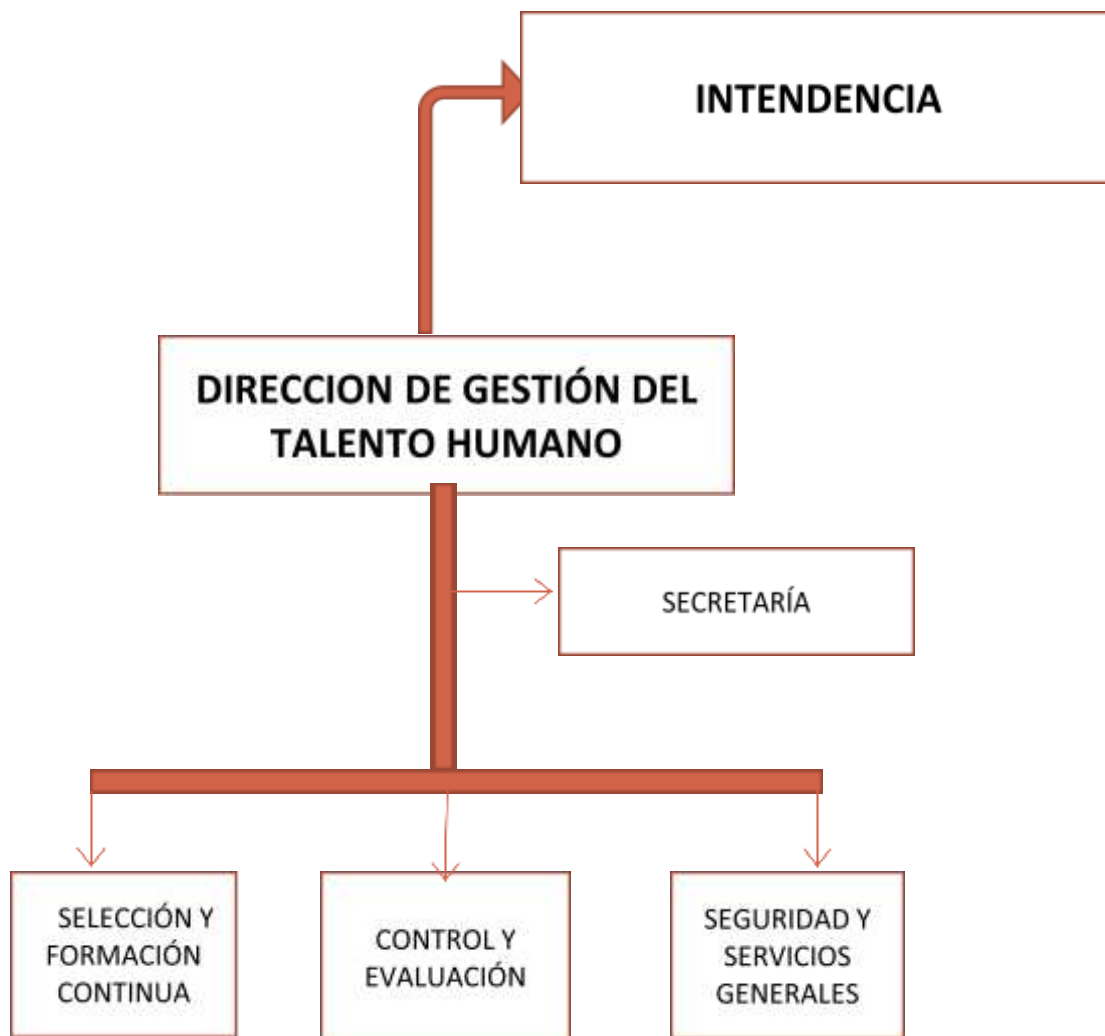 INTENDENCIA
DIRECCION DE GESTIÓN DEL
TALENTO HUMANO
SECRETARÍA
SELECCIÓN Y
FORMACIÓN
CONTINUA
CONTROL Y
EVALUACIÓN
SEGURIDAD Y
SERVICIOS
GENERALES